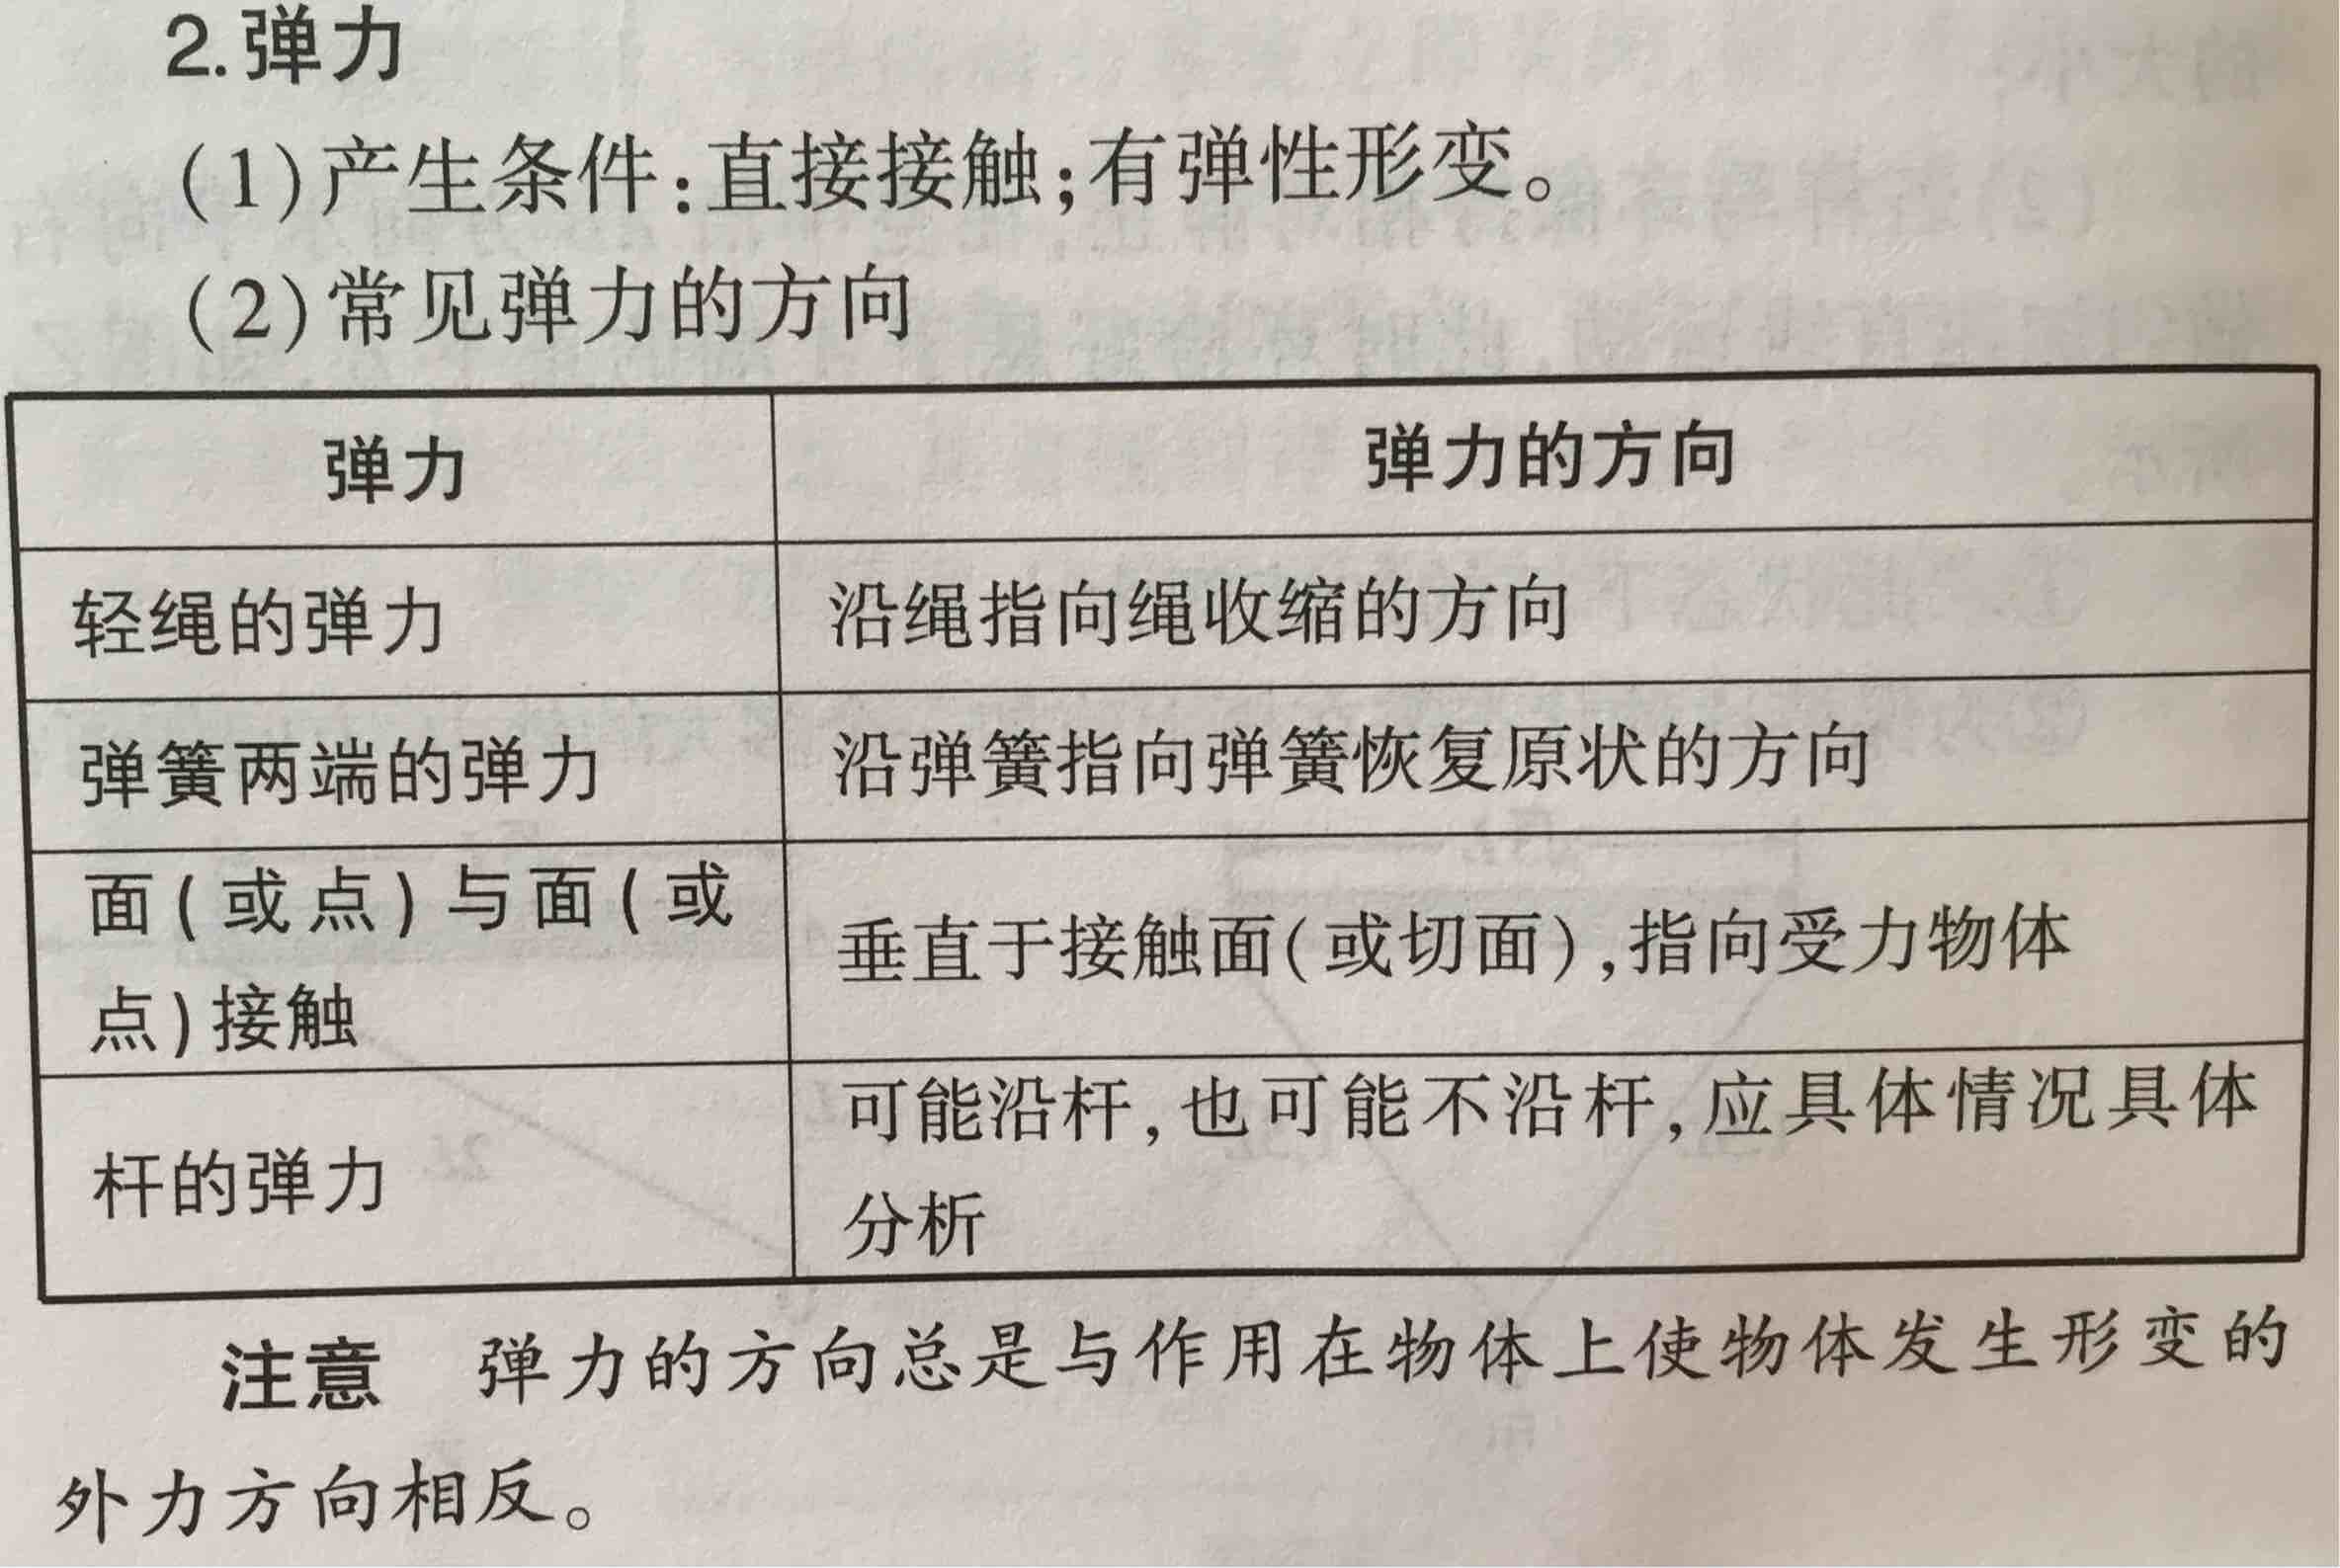 2.弹力
(1)产生条件:直接接触;有弹性形变。
(2)常见弹力的方向
弹力 弹力的方向
轻绳的弹力 沿绳指向绳收缩的方向
弹簧两端的弹力 沿弹簧指向弹簧恢复原状的方向
面(或点)与面(或
点)接触
垂直于接触面(或切面),指向受力物体
杆的弹力
可能沿杆,也可能不沿杆,应具体情况具体
分析
注意 弹力的方向总是与作用在物体上使物体发生形变的
外力方向相反。